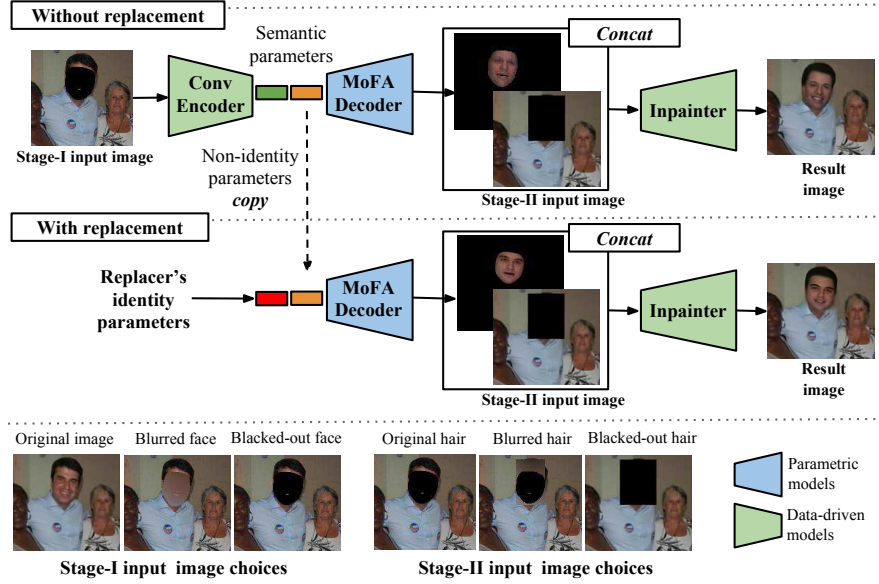 Without replacement
Stage-I input image
Conv
Encoder
Semantic
parameters
MoFA
Decoder
Concat
Stage-II input image
Inpainter
Result
image
Non-identity
parameters
copy
With replacement
Replacer's
identity
parameters
MoFA
Decoder
Concat
Stage-II input image
Inpainter
Result
image
Original image
Blurred face
Blacked-out face
Original hair
Blurred hair
Blacked-out hair
Stage-I input image choices
Stage-II input image choices
Parametric
models
Data-driven
models